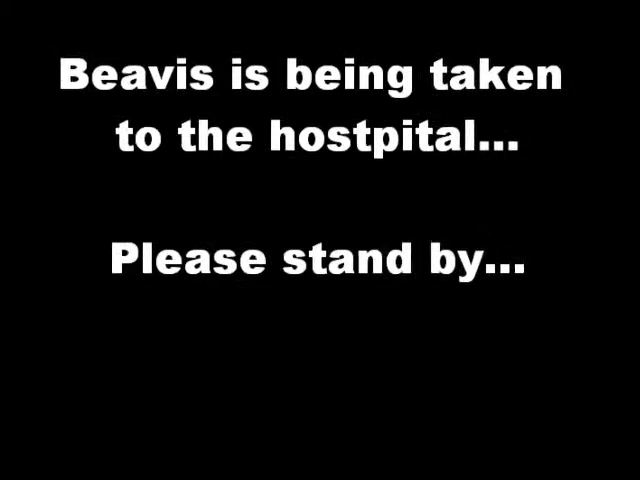 Beavis is being taken
to the hostpital...
Please stand by...